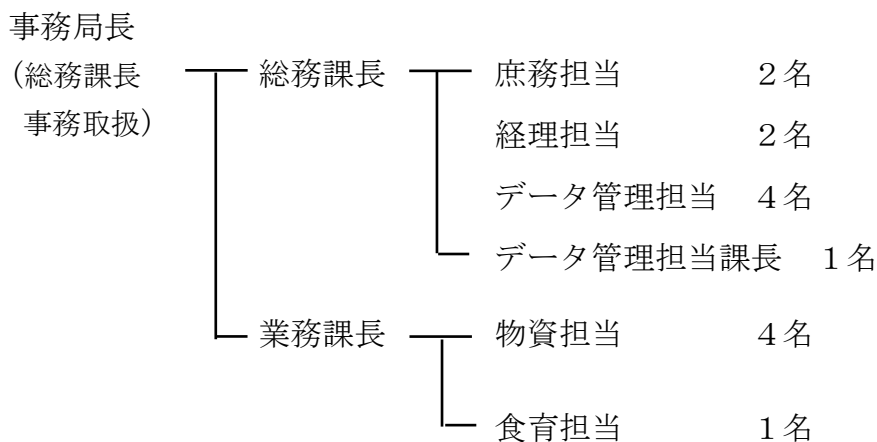 事務局長
(総務課長
事務取扱)
総務課長
庶務担当 2名
経理担当 2名
データ管理担当 4名
データ管理担当課長 1名
業務課長
物資担当 4名
食育担当 1名